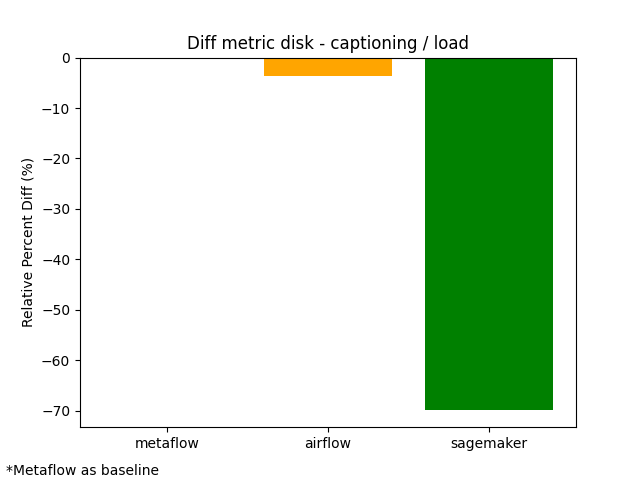 Diff metric disk - captioning / load
Relative Percent Diff (%)
0
−10
−20
−30
−40
−50
−60
−70
metaflow
airflow
sagemaker
*Metaflow as baseline